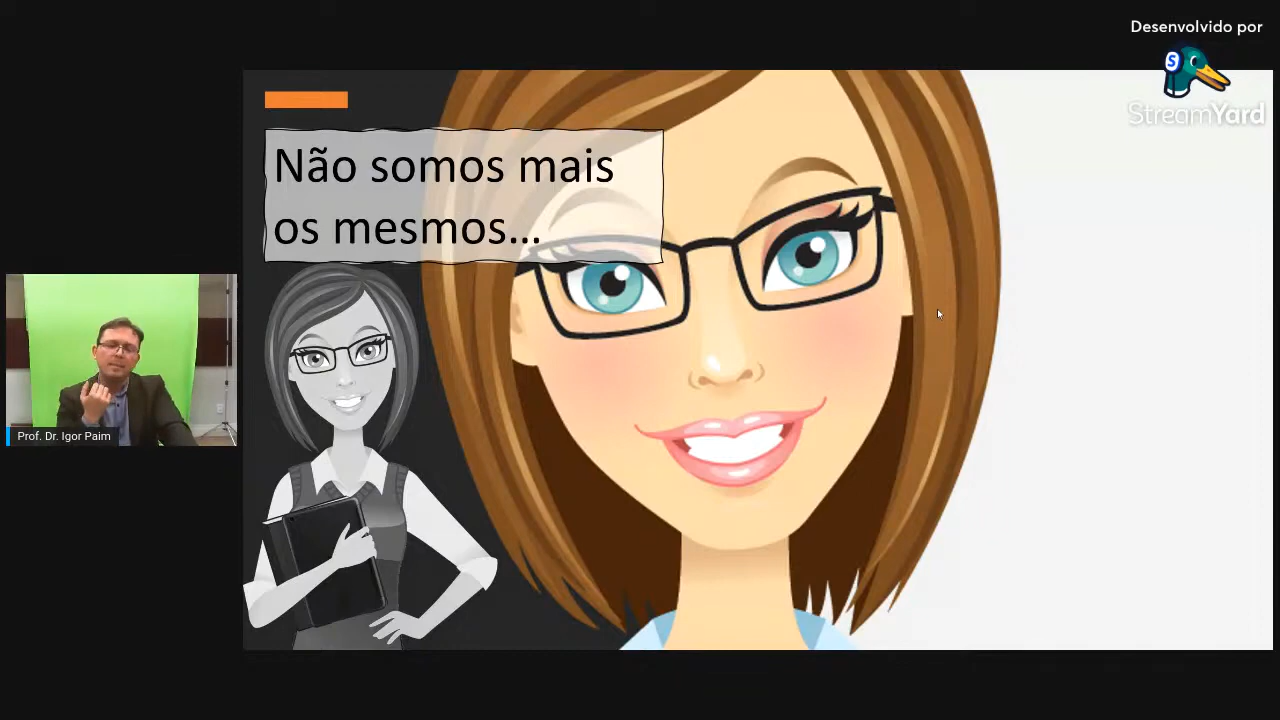 Desenvolvido por
S
StreamYard
Não somos mais
os mesmos...
Prof. Dr. Igor Paim